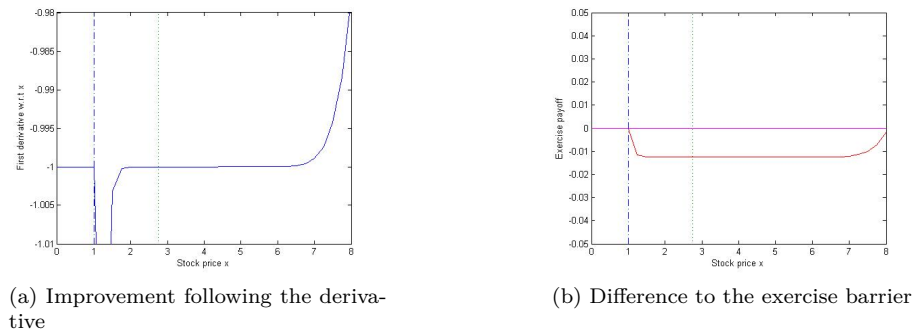 -0.98
-0.985
-0.99
-0.995
-1
-1.005
-1.01
First derivative w.r.t x
0 1 2 3 4 5 6 7 8
Stock price x
(a) Improvement following the deriva-
tive
0.05
0.04
0.03
0.02
0.01
0
-0.01
-0.02
-0.03
-0.04
-0.05
Exercise payoff
0 1 2 3 4 5 6 7 8
Stock price x
(b) Difference to the exercise barrier